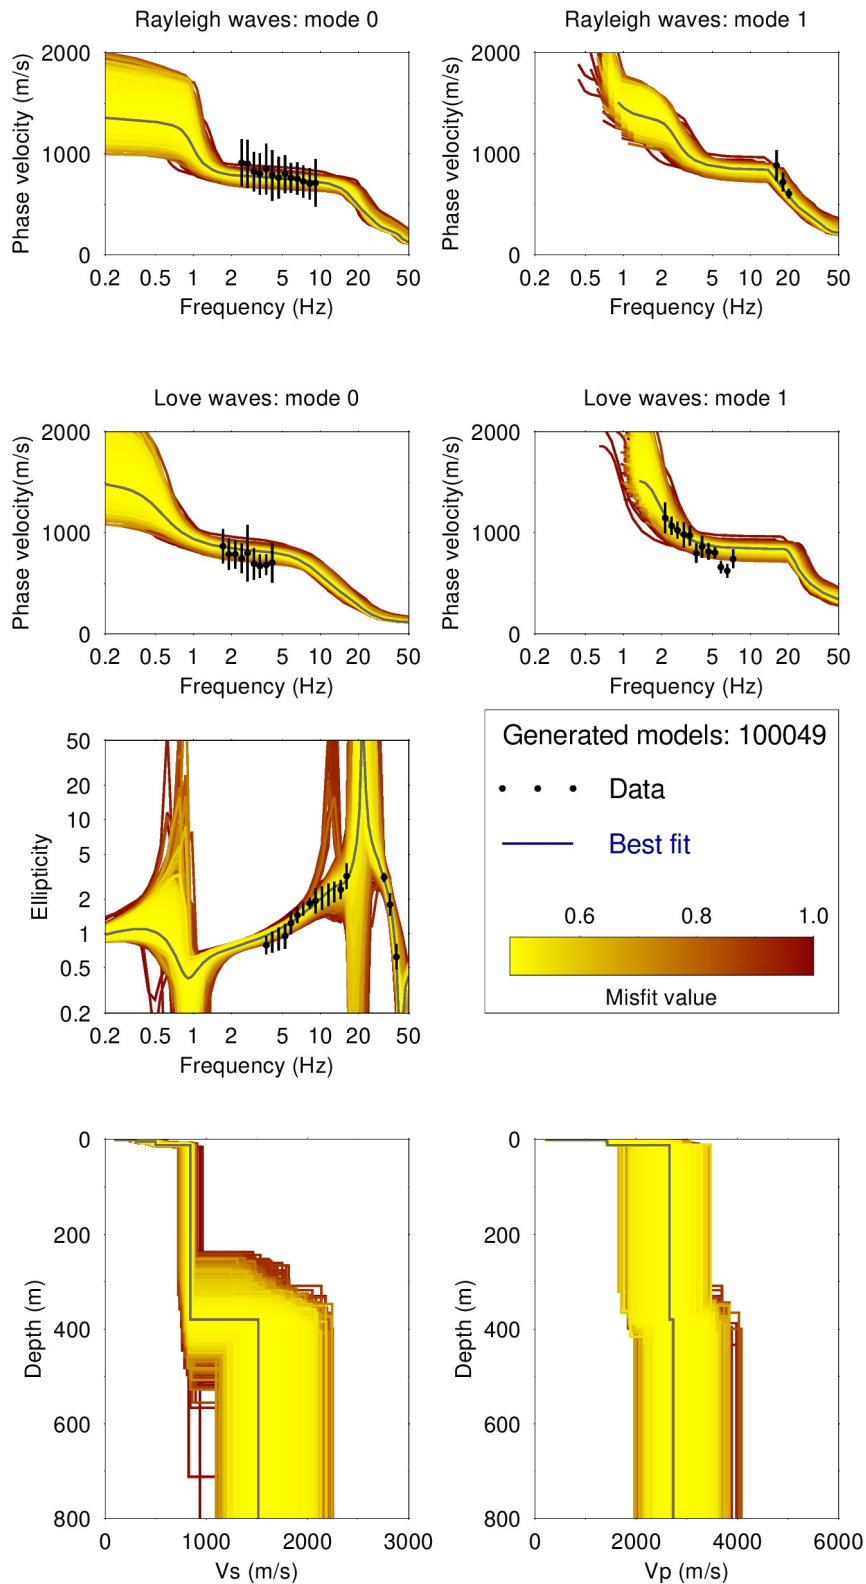 Rayleigh waves: mode 0
Rayleigh waves: mode 1
2000
1000
0
Phase velocity (m/s)
0.2 0.5 1 2 5 10 20 50
Frequency (Hz)
2000
1000
0
Phase velocity(m/s)
0.2 0.5 1 2 5 10 20 50
Frequency (Hz)
Love waves: mode 0
Love waves: mode 1
2000
1000
0
Phase velocity(m/s)
0.2 0.5 1 2 5 10 20 50
Frequency (Hz)
2000
1000
0
Phase velocity(m/s)
0.2 0.5 1 2 5 10 20 50
Frequency (Hz)
50
20
10
5
2
1
0.5
0.2
Ellipticity
0.2 0.5 1 2 5 10 20 50
Frequency (Hz)
Generated models: 100049
Data
Best fit
0.6 0.8 1.0
Misfit value
0
200
400
600
800
Depth (m)
0 1000 2000 3000
Vs (m/s)
0
200
400
600
800
Depth (m)
0 2000 4000 6000
Vp (m/s)